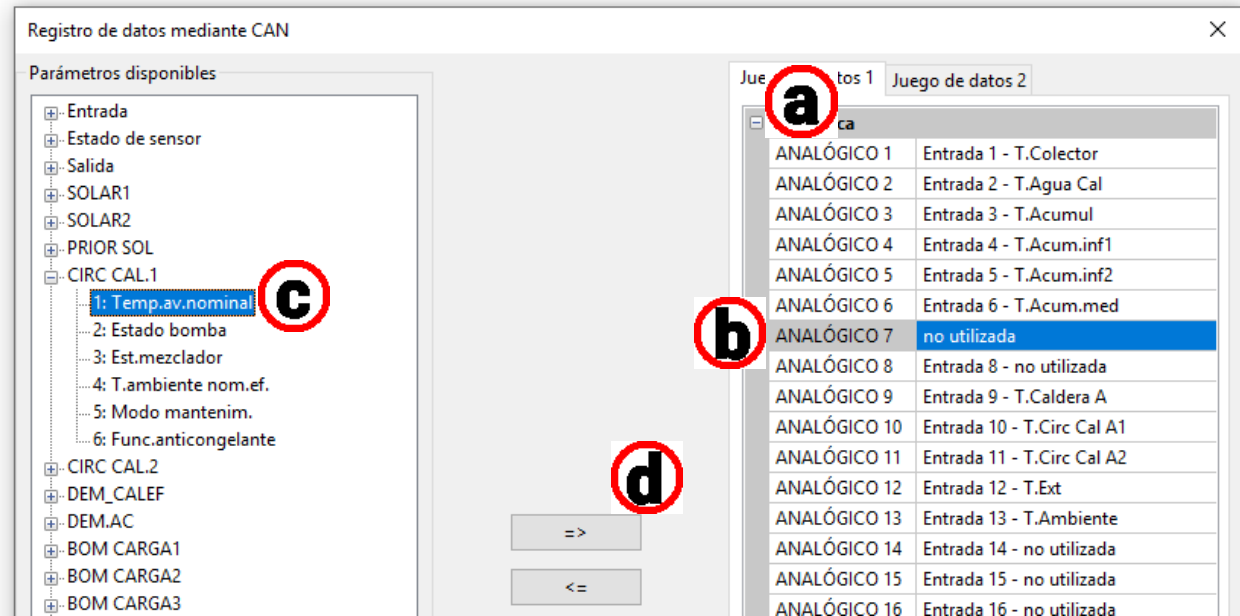 Registro de datos mediante CAN
Parámetros disponibles
Entrada
Estado de sensor
Salida
SOLAR1
SOLAR2
PRIOR SOL
CIRC CAL.1
1: Temp.av.nominal
2: Estado bomba
3: Est.mezclador
4: T.ambiente nom.ef.
5: Modo mantenim.
6: Func.anticongelante
CIRC CAL.2
DEM_CALEF
DEM.AC
BOM CARGA1
BOM CARGA2
BOM CARGA3
c
d
=>
<=
1 Juego de datos 2
a
b
ANALÓGICO 1 Entrada 1 - T.Colector
ANALÓGICO 2 Entrada 2 - T.Agua Cal
ANALÓGICO 3 Entrada 3 - T.Acumul
ANALÓGICO 4 Entrada 4 - T.Acum.inf1
ANALÓGICO 5 Entrada 5 - T.Acum.inf2
ANALÓGICO 6 Entrada 6 - T.Acum.med
ANALÓGICO 7 no utilizada
ANALÓGICO 8 Entrada 8 - no utilizada
ANALÓGICO 9 Entrada 9 - T.Caldera A
ANALÓGICO 10 Entrada 10 - T.Circ Cal A1
ANALÓGICO 11 Entrada 11 - T.Circ Cal A2
ANALÓGICO 12 Entrada 12 - T.Ext
ANALÓGICO 13 Entrada 13 - T.Ambiente
ANALÓGICO 14 Entrada 14 - no utilizada
ANALÓGICO 15 Entrada 15 - no utilizada
ANALÓGICO 16 Entrada 16 - no utilizada